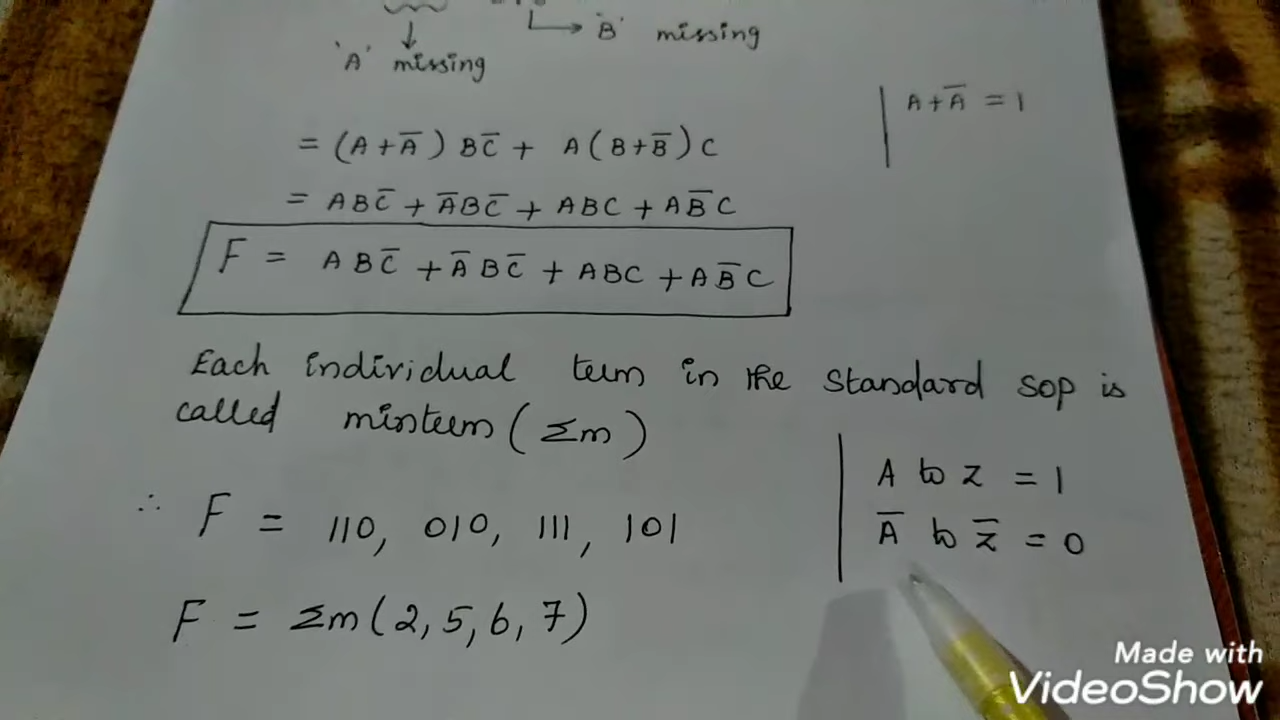 'B' missing
'A' missing
A + A̅ = 1
= (A + A̅) BC̅ + A (B + B̅) C
= ABC̅ + A̅BC̅ + ABC + AB̅C
F = ABC̅ + A̅BC̅ + ABC + AB̅C
Each individual term in the standard SOP is
called minterm (Σm)
A to Z = 1
A̅ to Z̅ = 0
∴ F = 110, 010, 111, 101
F = Σm (2, 5, 6, 7)
Made with
VideoShow